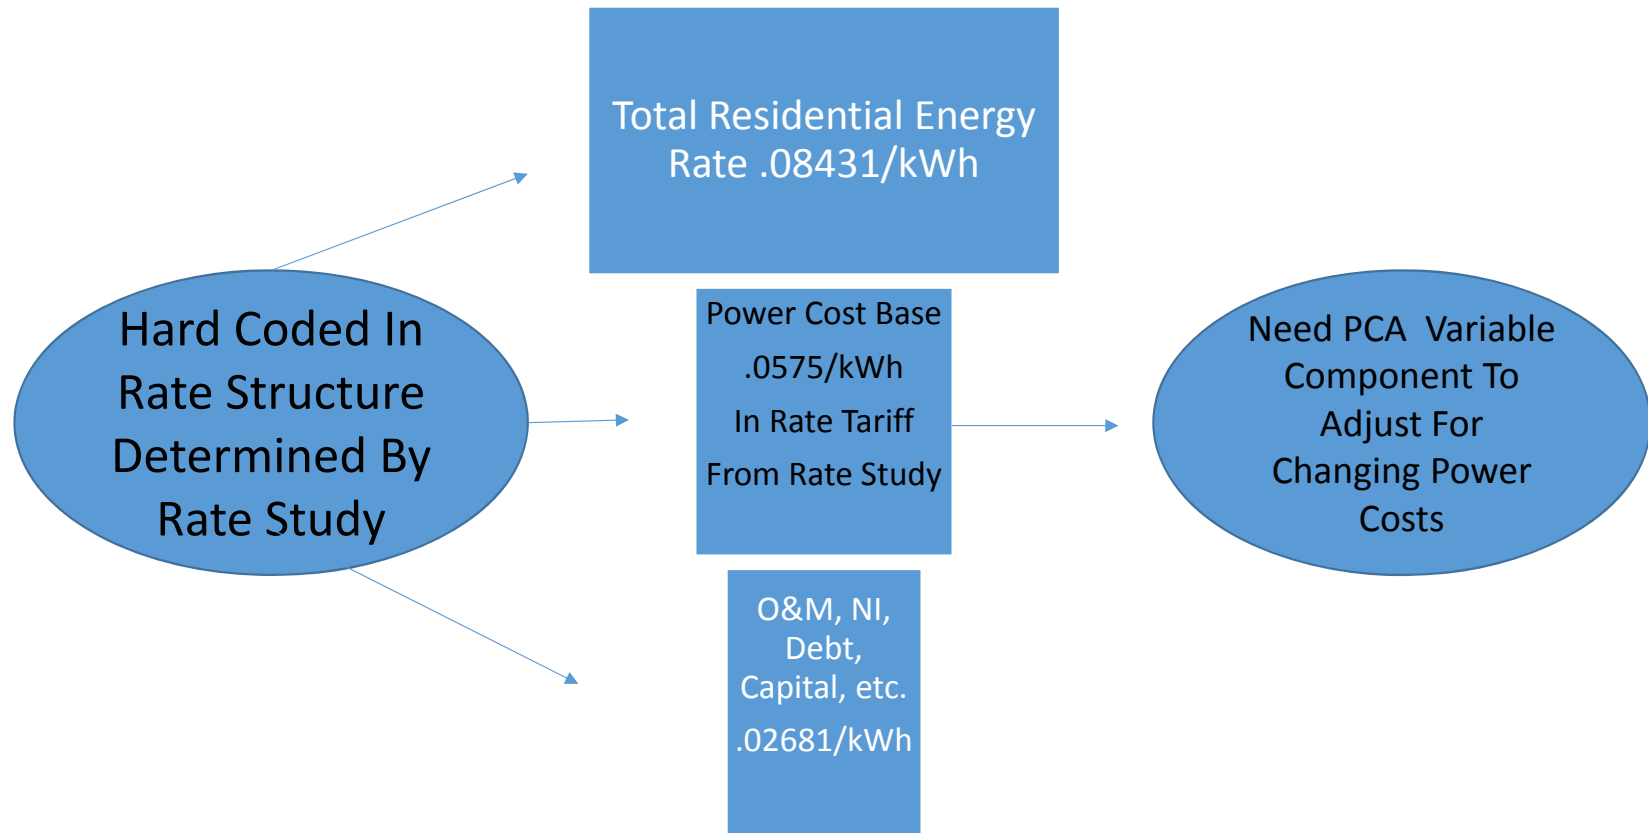 Total Residential Energy
Rate .08431/kWh
Hard Coded In
Rate Structure
Determined By
Rate Study
Power Cost Base
.0575/kWh
In Rate Tariff
From Rate Study
Need PCA  Variable
Component To
Adjust For
Changing Power
Costs
O&M, NI,
Debt,
Capital, etc.
.02681/kWh